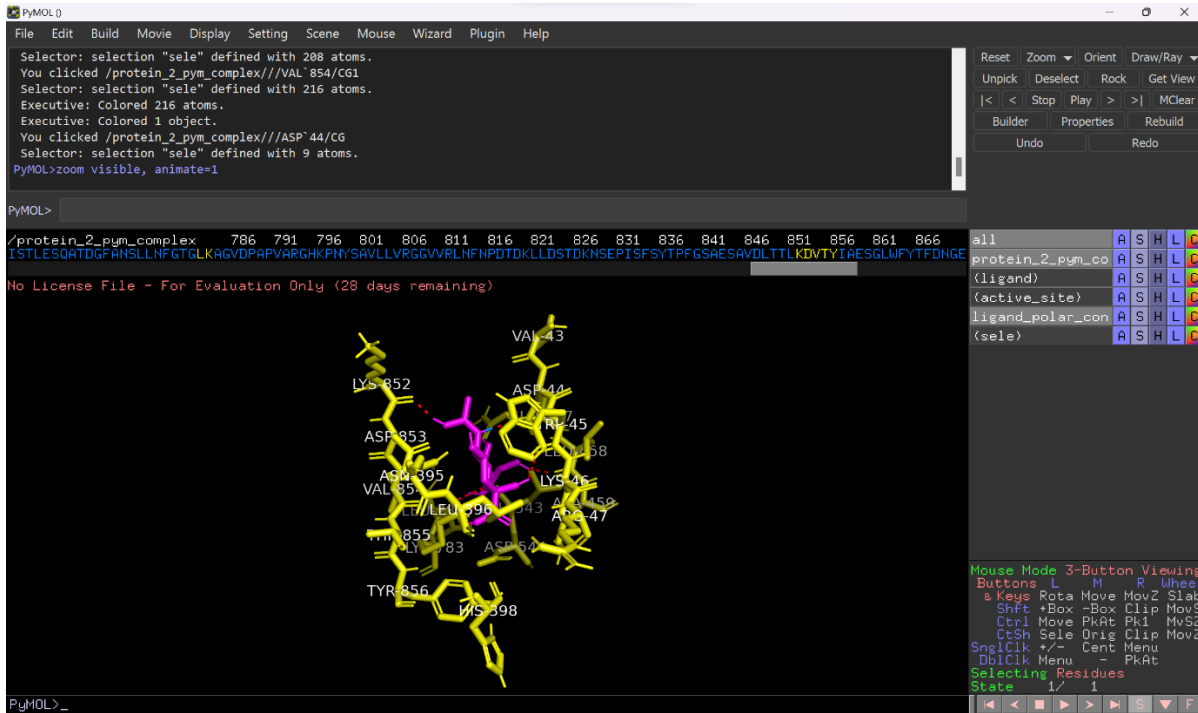 PyMOL ()
File Edit Build Movie Display Setting Scene Mouse Wizard Plugin Help
Selector: selection "sele" defined with 208 atoms.
You clicked /protein_2_pym_complex///VAL`854/CG1
Selector: selection "sele" defined with 216 atoms.
Executive: Colored 216 atoms.
Executive: Colored 1 object.
You clicked /protein_2_pym_complex///ASP`44/CG
Selector: selection "sele" defined with 9 atoms.
PyMOL>zoom visible, animate=1
PyMOL>
Reset Zoom Orient Draw/Ray
Unpick Deselect Rock Get View
|< < Stop Play > >| MClear
Builder Properties Rebuild
Undo Redo
/protein_2_pym_complex 786 791 796 801 806 811 816 821 826 831 836 841 846 851 856 861 866
ISTLESQATDGFANSLLNFGTGLKAGVDPAPVARGHKPNYSAVLLVRGGVVRLNFNPDTDKLLDSTDKNSEPISFSYTPFGSAESAVDLTTLKDVTYIAESGLWFYTFDNGE
No License File - For Evaluation Only (28 days remaining)
all A S H L C
protein_2_pym_co A S H L C
(ligand) A S H L C
(active_site) A S H L C
ligand_polar_con A S H L C
(sele) A S H L C
VAL-43
LYS-852
ASP-44
TRP-45
ASP-853
ASN-395
LYS-46
LEU-396
ARG-47
TYR-856
HIS-398
Mouse Mode 3-Button Viewing
Buttons L M R Whee
& Keys Rota Move MovZ Slab
Shft +Box -Box Clip MovS
Ctrl Move PkAt Pk1 MvSZ
CtSh Sele Orig Clip MovZ
SnglClk +/- Cent Menu
DblClk Menu - PkAt
Selecting Residues
State 1/ 1
S F
PyMOL>_